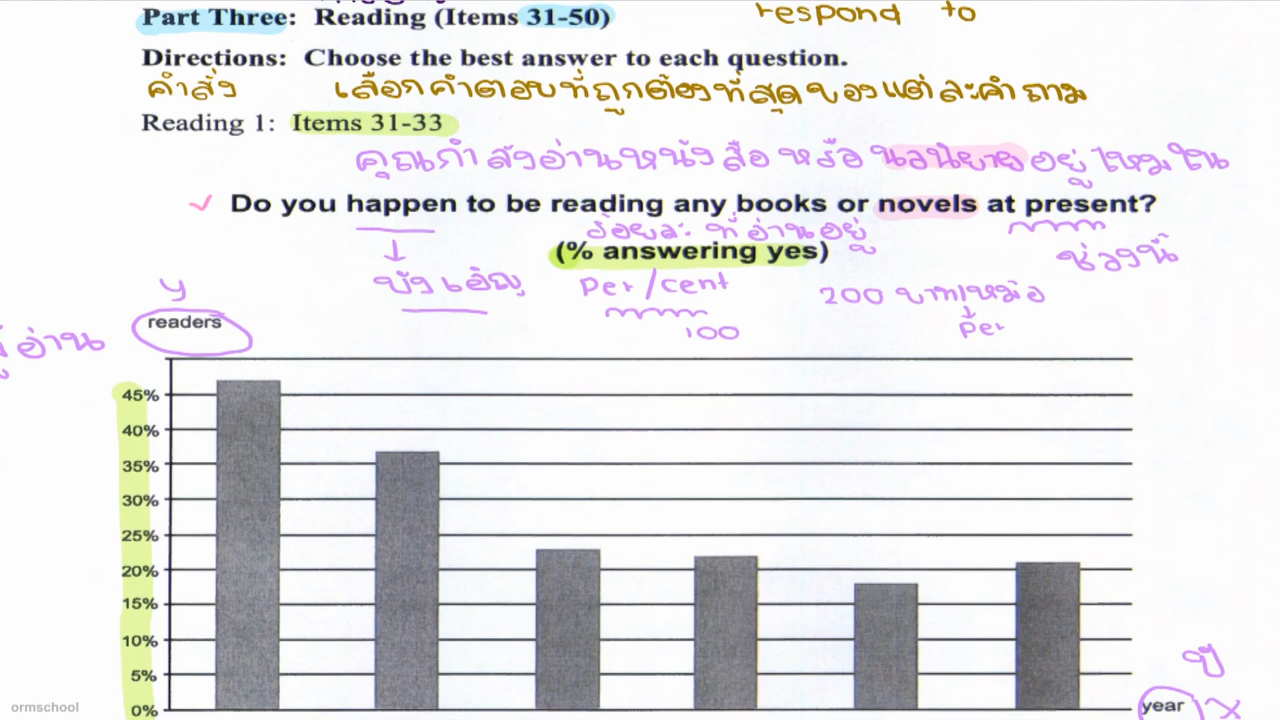 Part Three: Reading (Items 31-50)
respond to
Directions: Choose the best answer to each question.
คำสั่ง เลือกคำตอบที่ถูกต้องที่สุดของแต่ละคำถาม
Reading 1: Items 31-33
คุณกำลังอ่านหนังสือ หรือ นวนิยายอยู่ไหมใน
Do you happen to be reading any books or novels at present?
ร้อยละ ที่อ่านอยู่
(% answering yes)
ช่วงนี้
บังเอิญ
Per/cent
200 บาท/หม้อ
y
100
Per
readers
อ่าน
45%
40%
35%
30%
25%
20%
15%
10%
5%
0%
ปี
year
X
ormschool